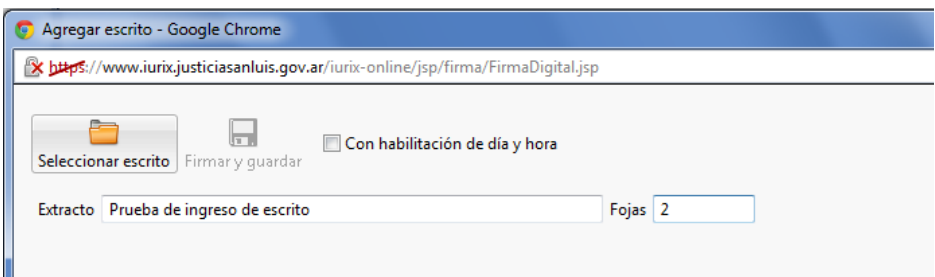 Agregar escrito - Google Chrome
https://www.iurix.justiciasanluis.gov.ar/iurix-online/jsp/firma/FirmaDigital.jsp
Seleccionar escrito Firmar y guardar Con habilitación de día y hora
Extracto Prueba de ingreso de escrito Fojas 2